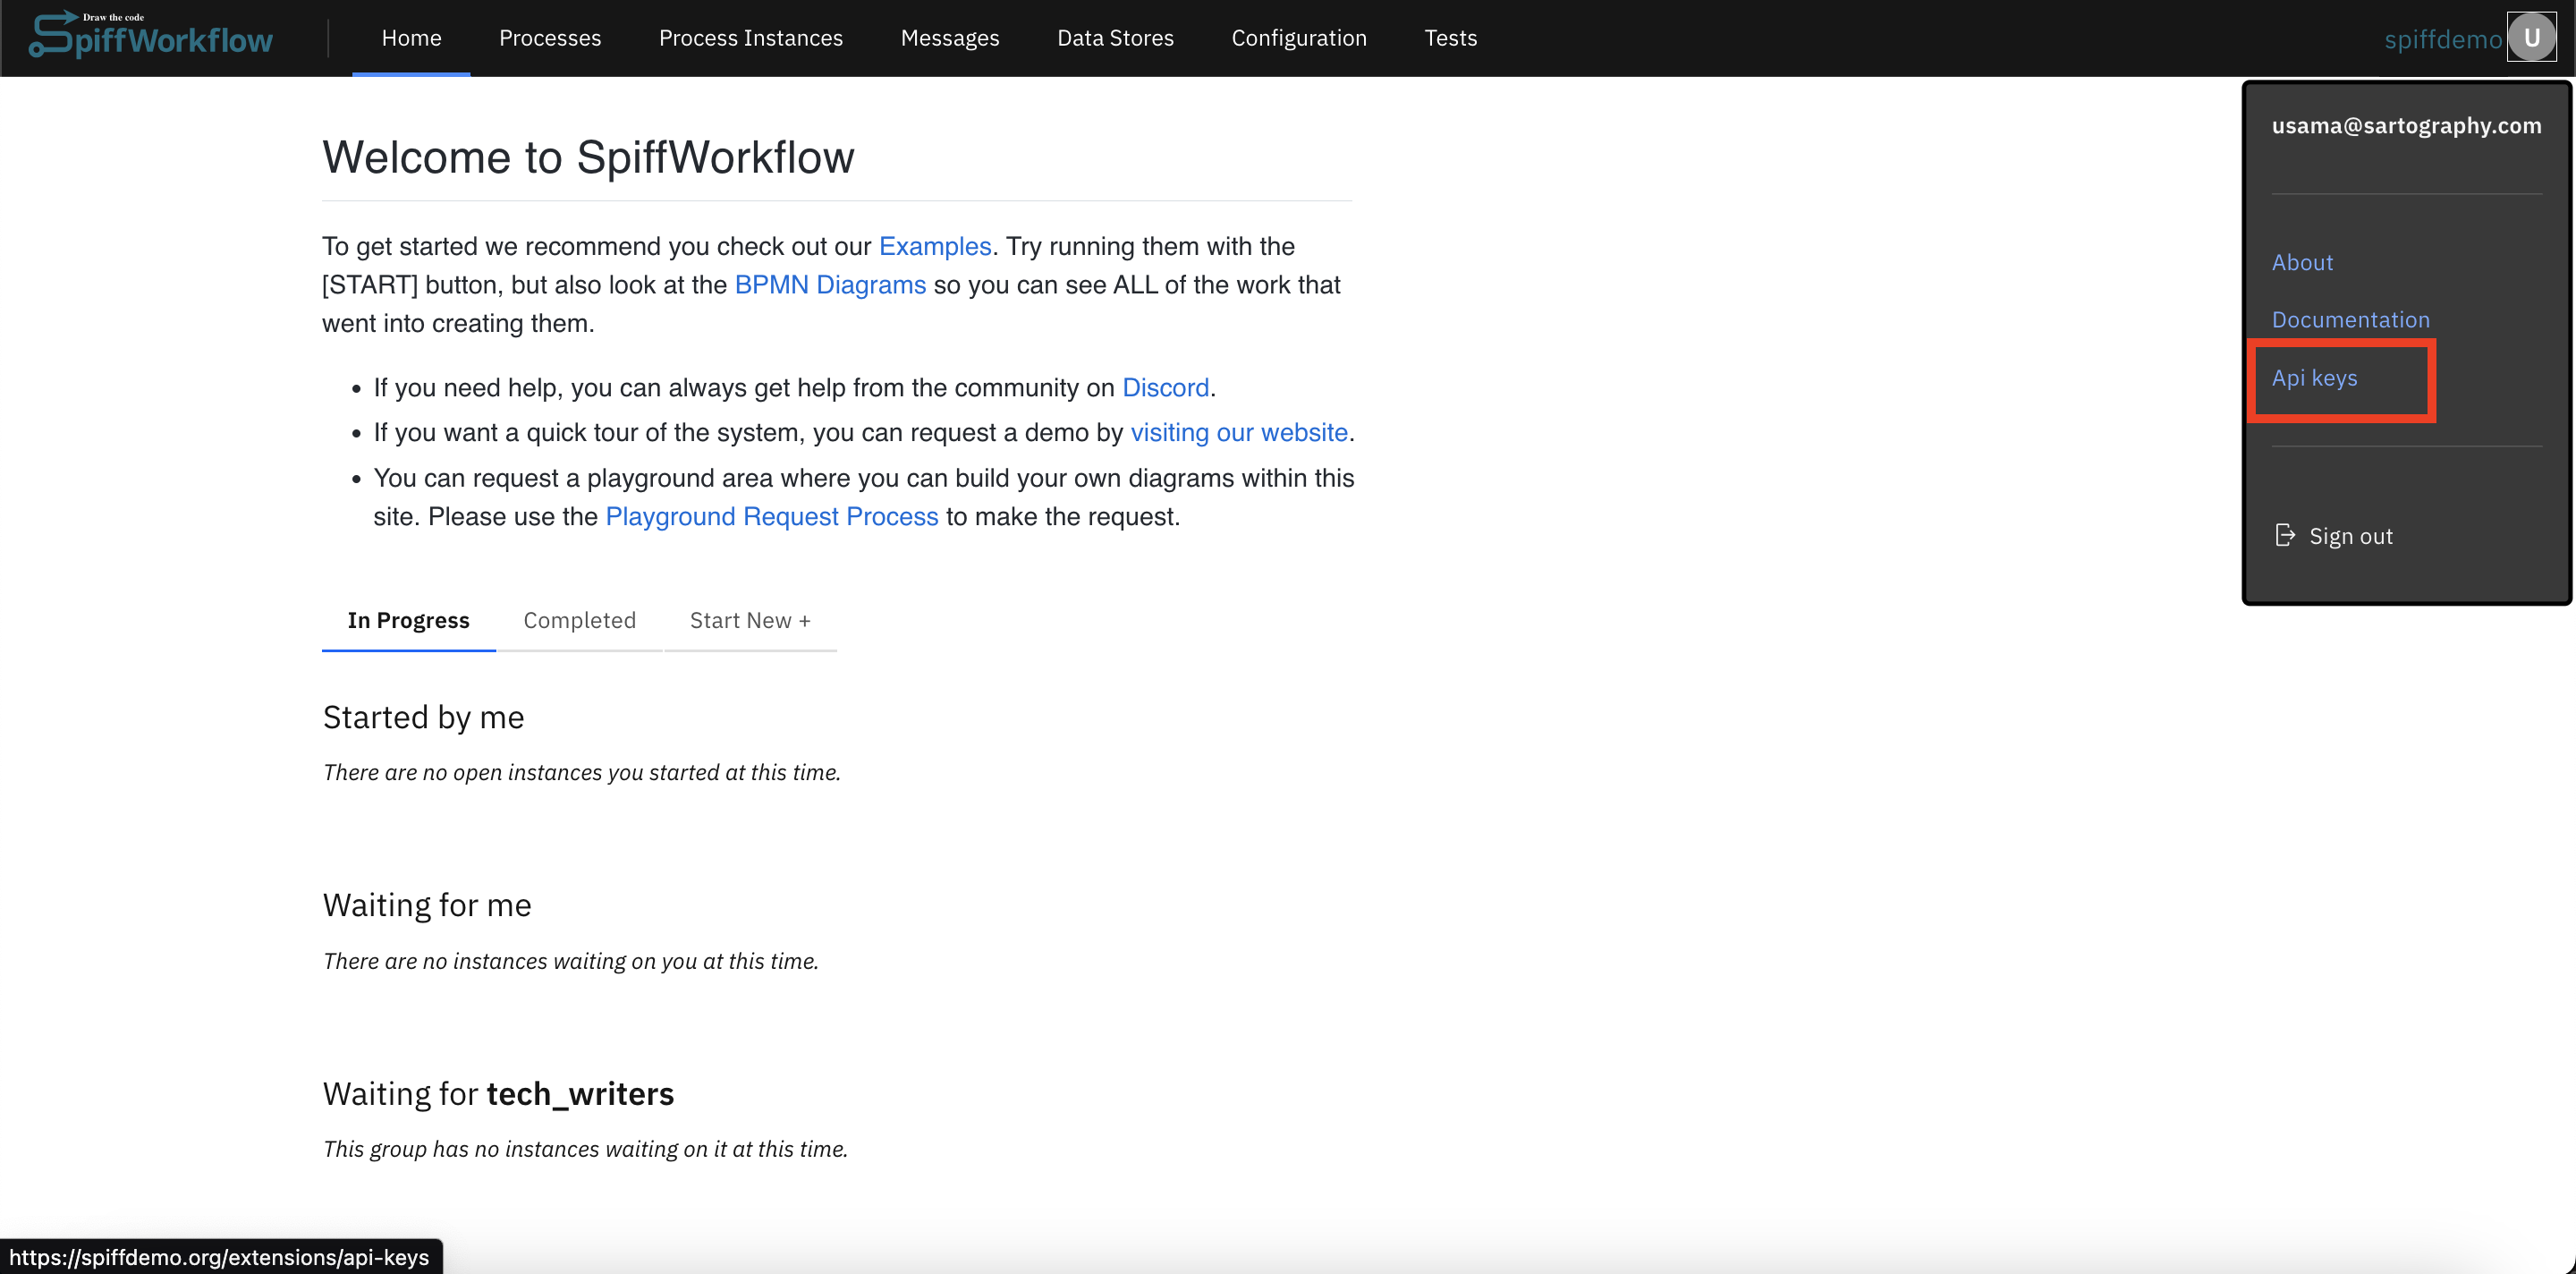 Draw the code
SpiffWorkflow
Home Processes Process Instances Messages Data Stores Configuration Tests
spiffdemo U
usama@sartography.com
About
Documentation
Api keys
Sign out
Welcome to SpiffWorkflow
To get started we recommend you check out our Examples. Try running them with the
[START] button, but also look at the BPMN Diagrams so you can see ALL of the work that
went into creating them.
• If you need help, you can always get help from the community on Discord.
• If you want a quick tour of the system, you can request a demo by visiting our website.
• You can request a playground area where you can build your own diagrams within this
site. Please use the Playground Request Process to make the request.
In Progress Completed Start New +
Started by me
There are no open instances you started at this time.
Waiting for me
There are no instances waiting on you at this time.
Waiting for tech_writers
This group has no instances waiting on it at this time.
https://spiffdemo.org/extensions/api-keys